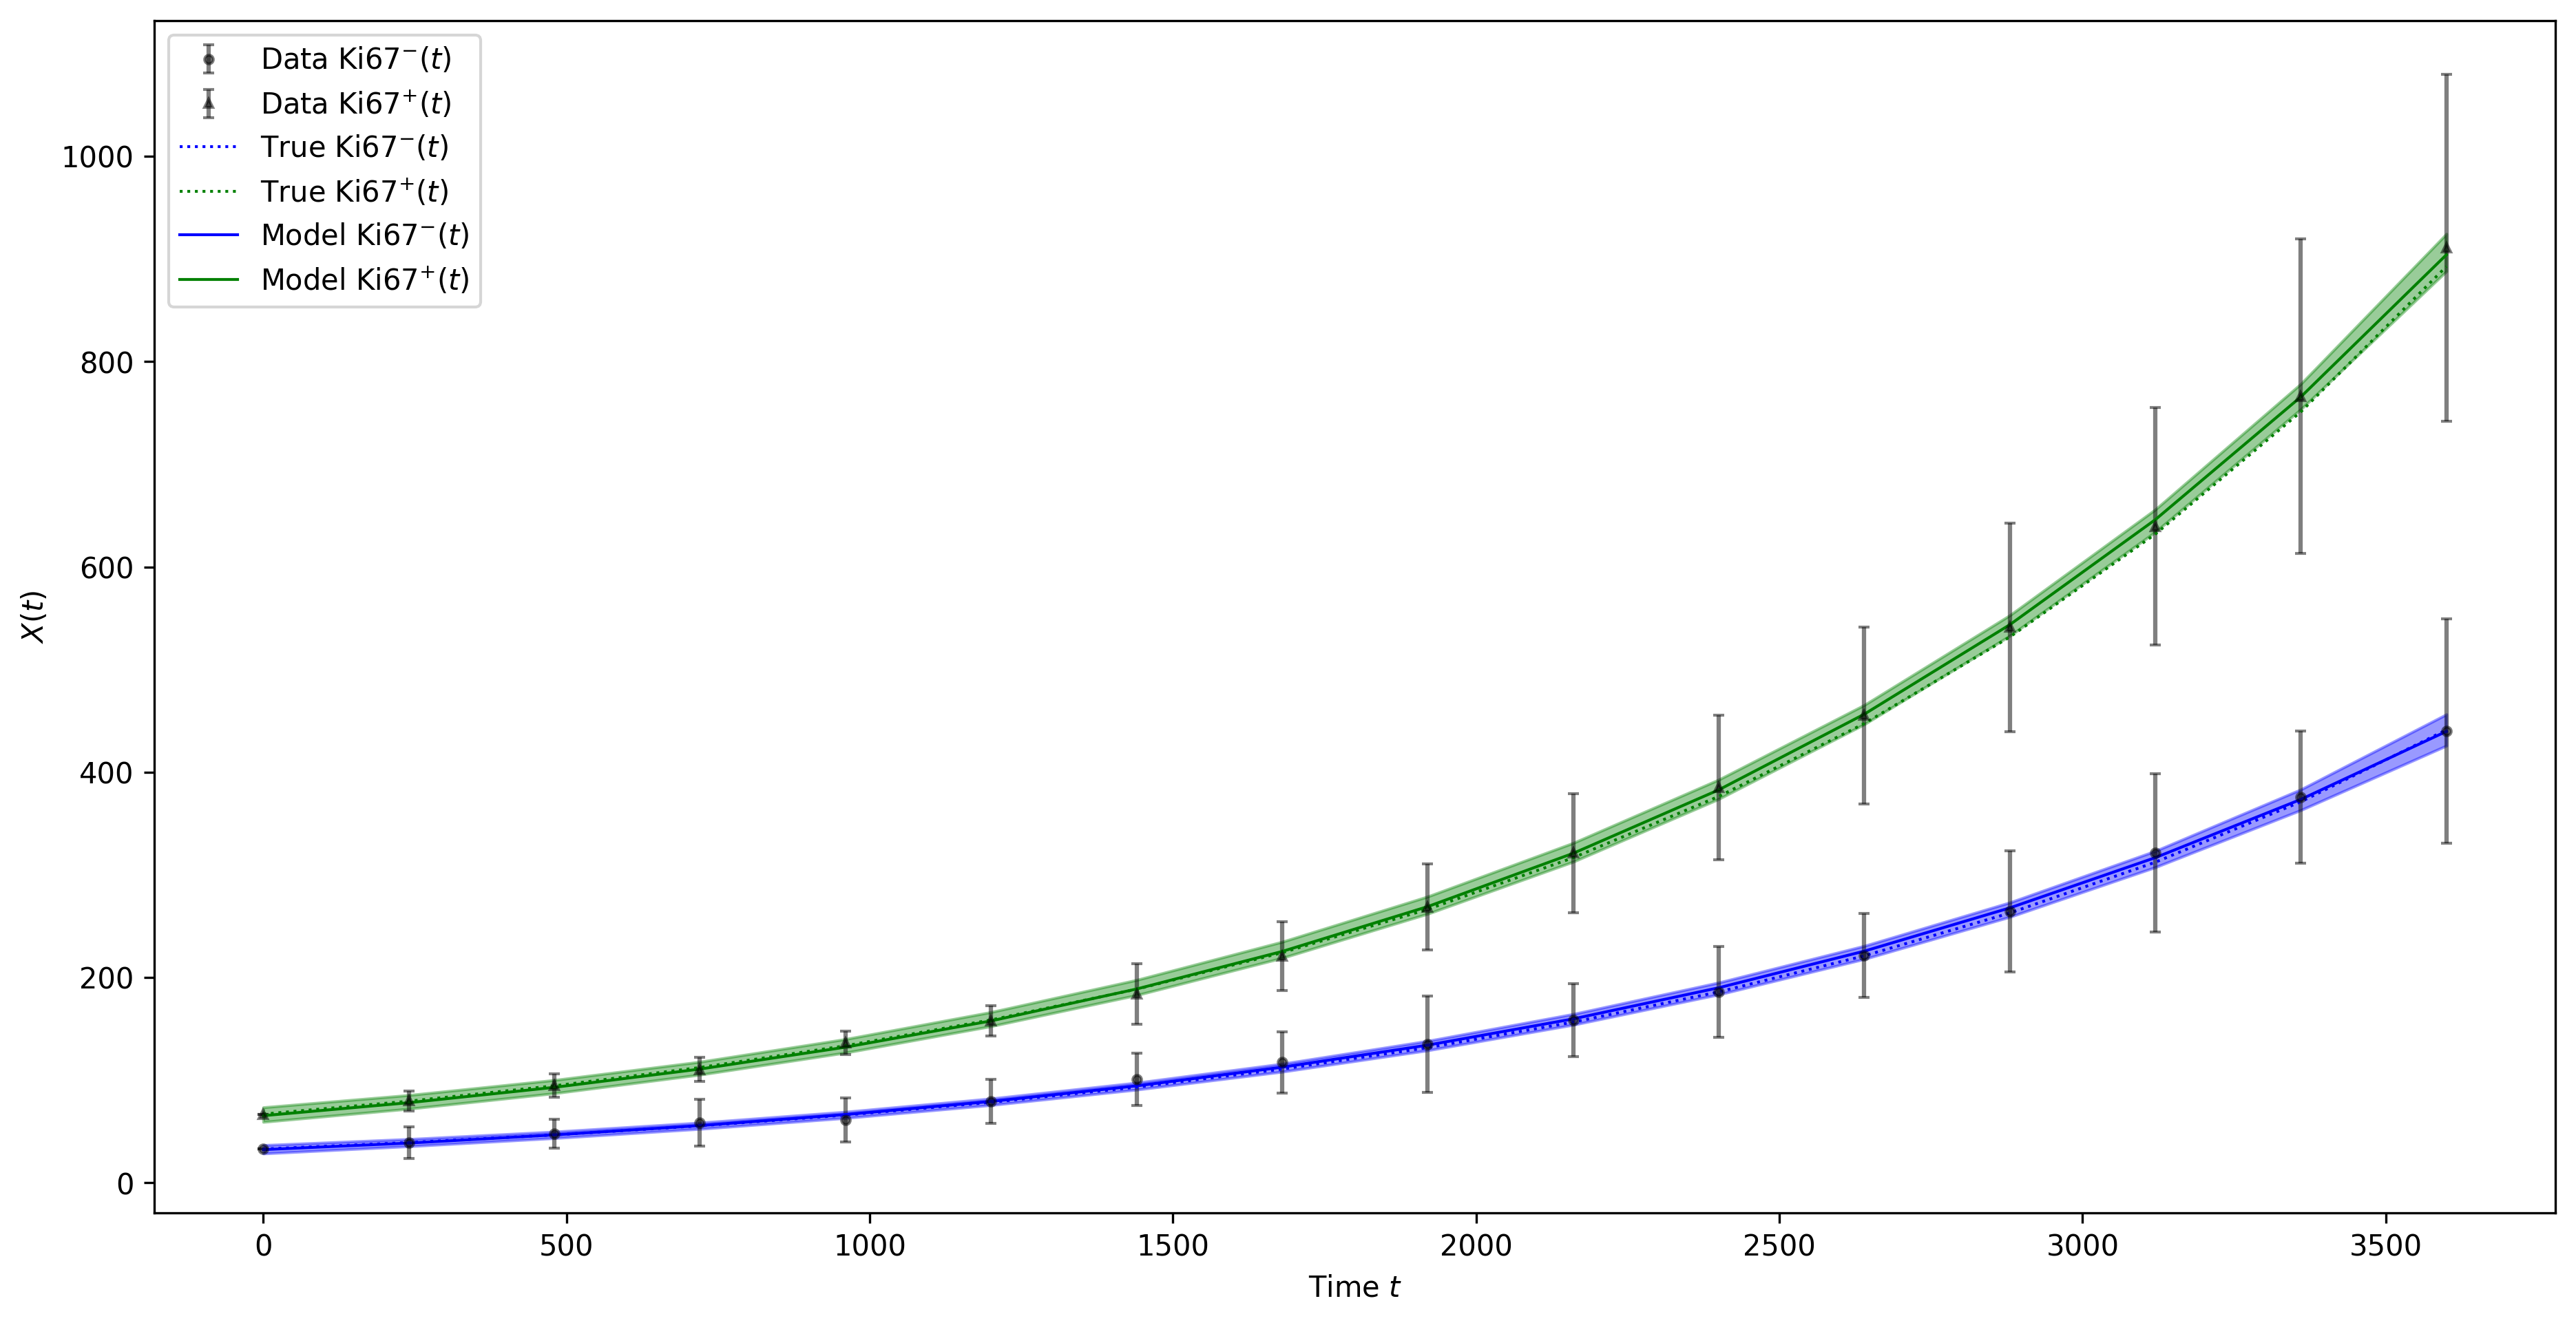 Data Ki67⁻(t)
Data Ki67⁺(t)
True Ki67⁻(t)
True Ki67⁺(t)
Model Ki67⁻(t)
Model Ki67⁺(t)
1000
800
600
400
200
0
X(t)
0 500 1000 1500 2000 2500 3000 3500
Time t